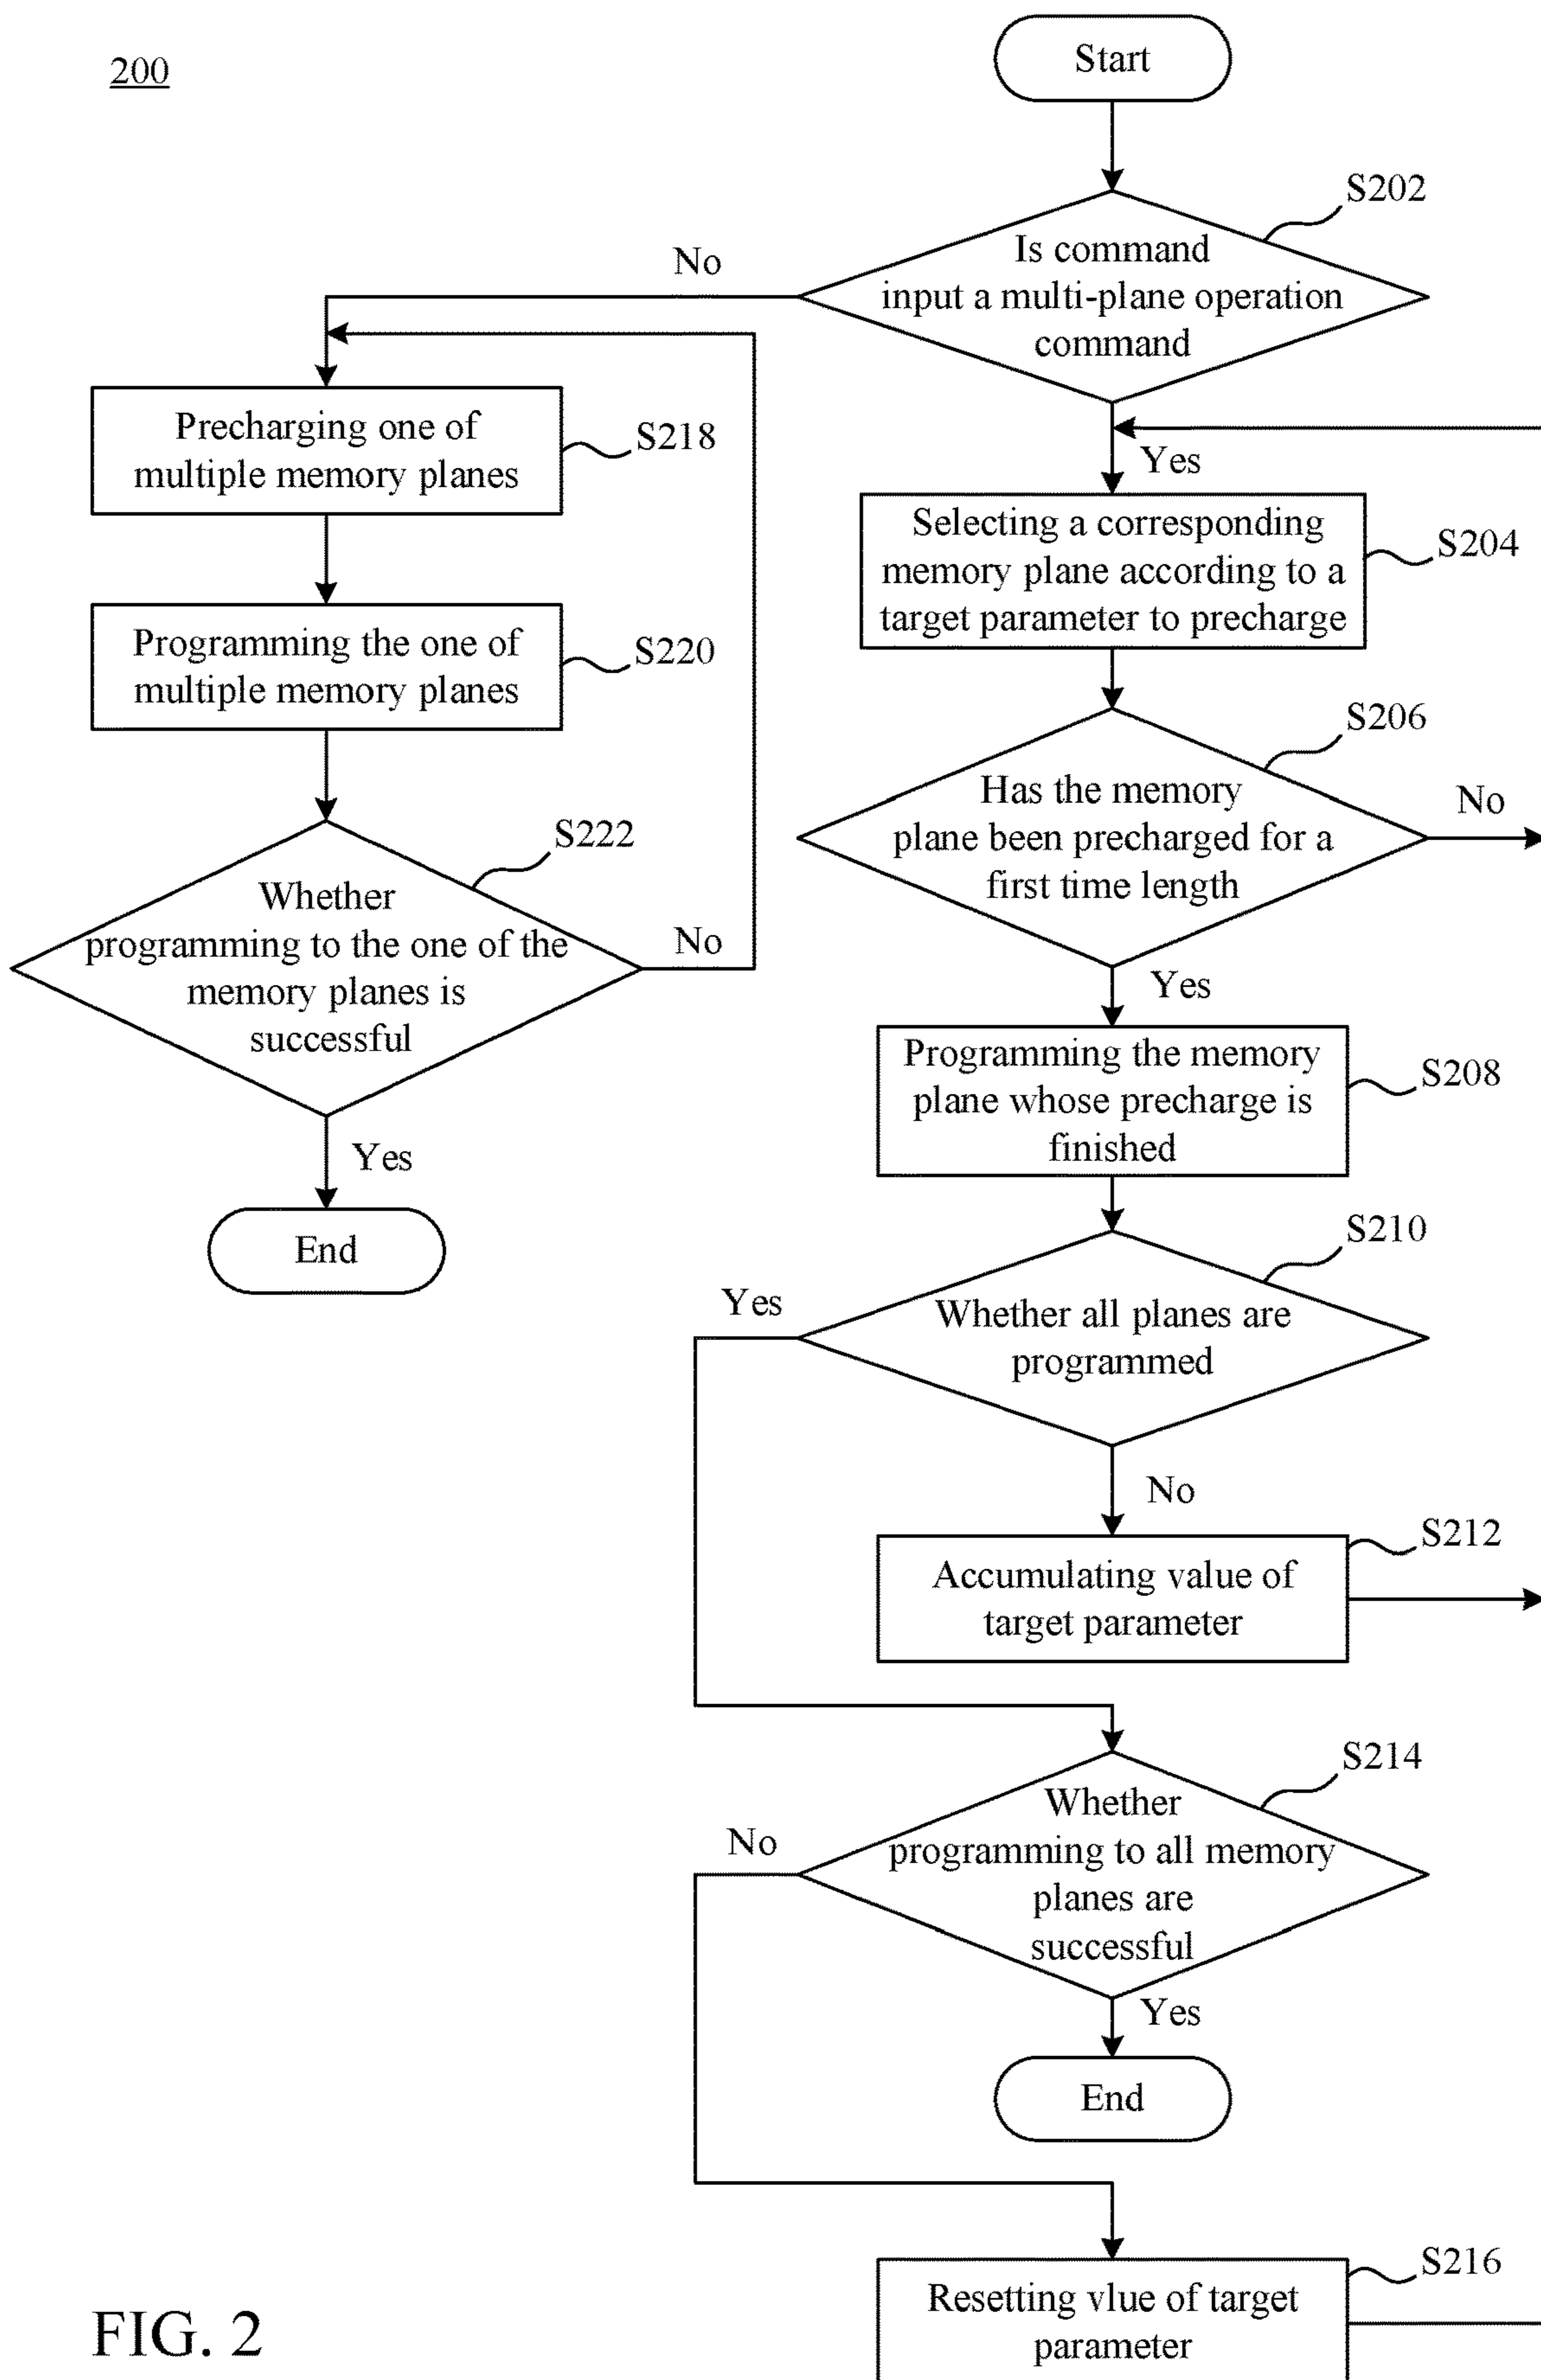 200
Start
S202
Is command
input a multi-plane operation
command
No
Yes
Precharging one of
multiple memory planes
S218
Programming the one of
multiple memory planes
S220
S222
Whether
programming to the one of the
memory planes is
successful
No
Yes
End
Selecting a corresponding
memory plane according to a
target parameter to precharge
S204
S206
Has the memory
plane been precharged for a
first time length
No
Yes
Programming the memory
plane whose precharge is
finished
S208
S210
Whether all planes are
programmed
Yes
No
Accumulating value of
target parameter
S212
S214
Whether
programming to all memory
planes are
successful
No
Yes
End
Resetting vlue of target
parameter
S216
FIG. 2